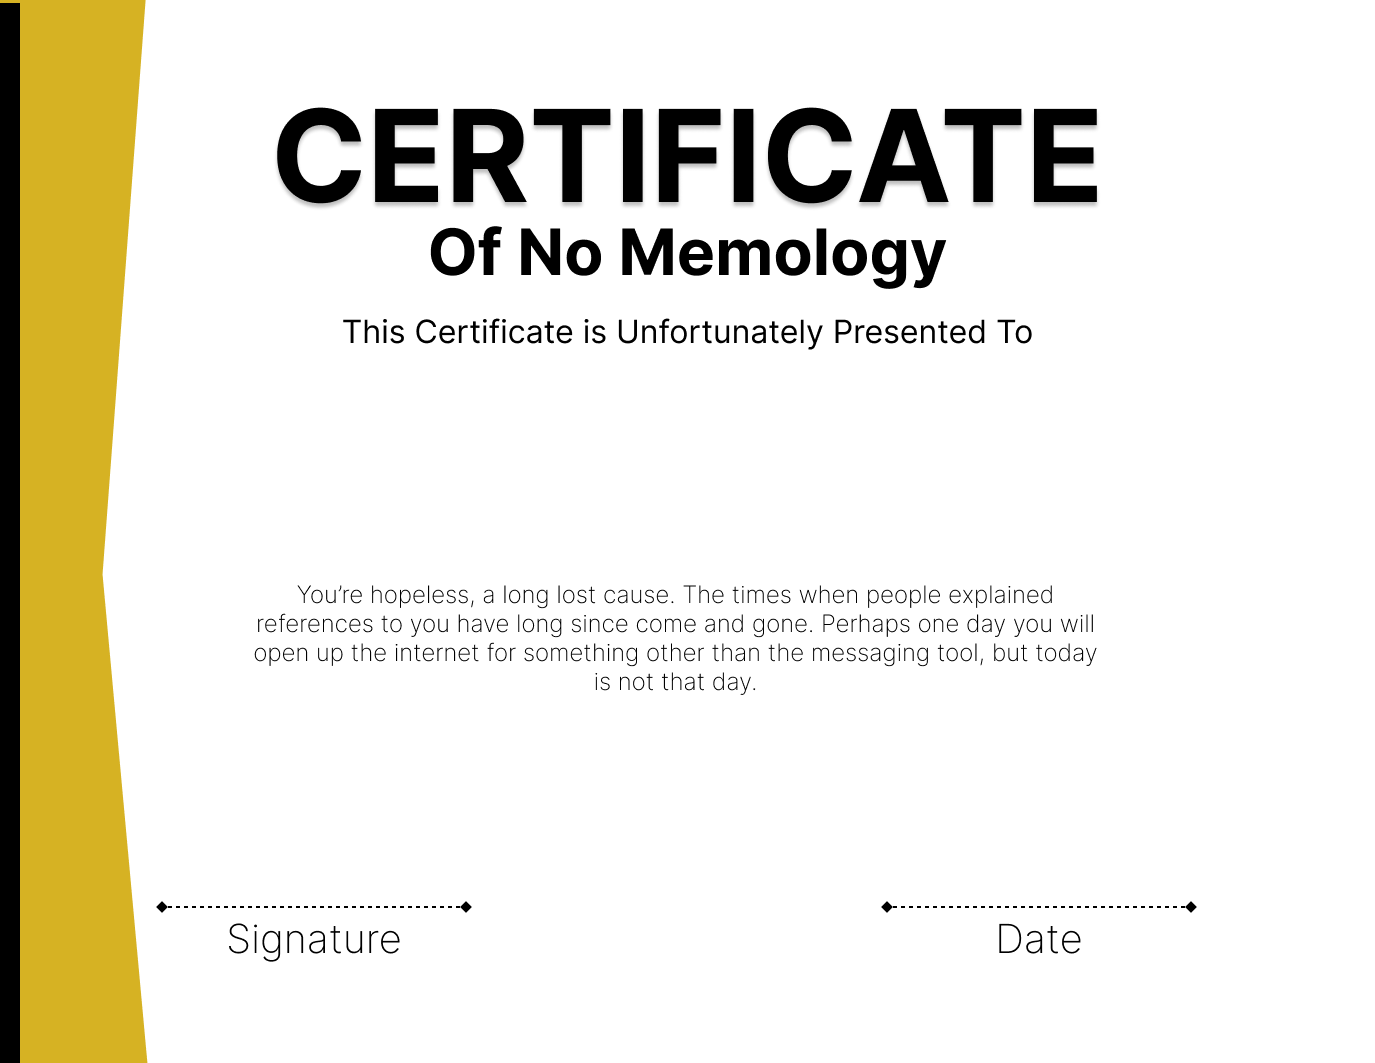 CERTIFICATE
Of No Memology
This Certificate is Unfortunately Presented To
You’re hopeless, a long lost cause. The times when people explained
references to you have long since come and gone. Perhaps one day you will
open up the internet for something other than the messaging tool, but today
is not that day.
Signature
Date